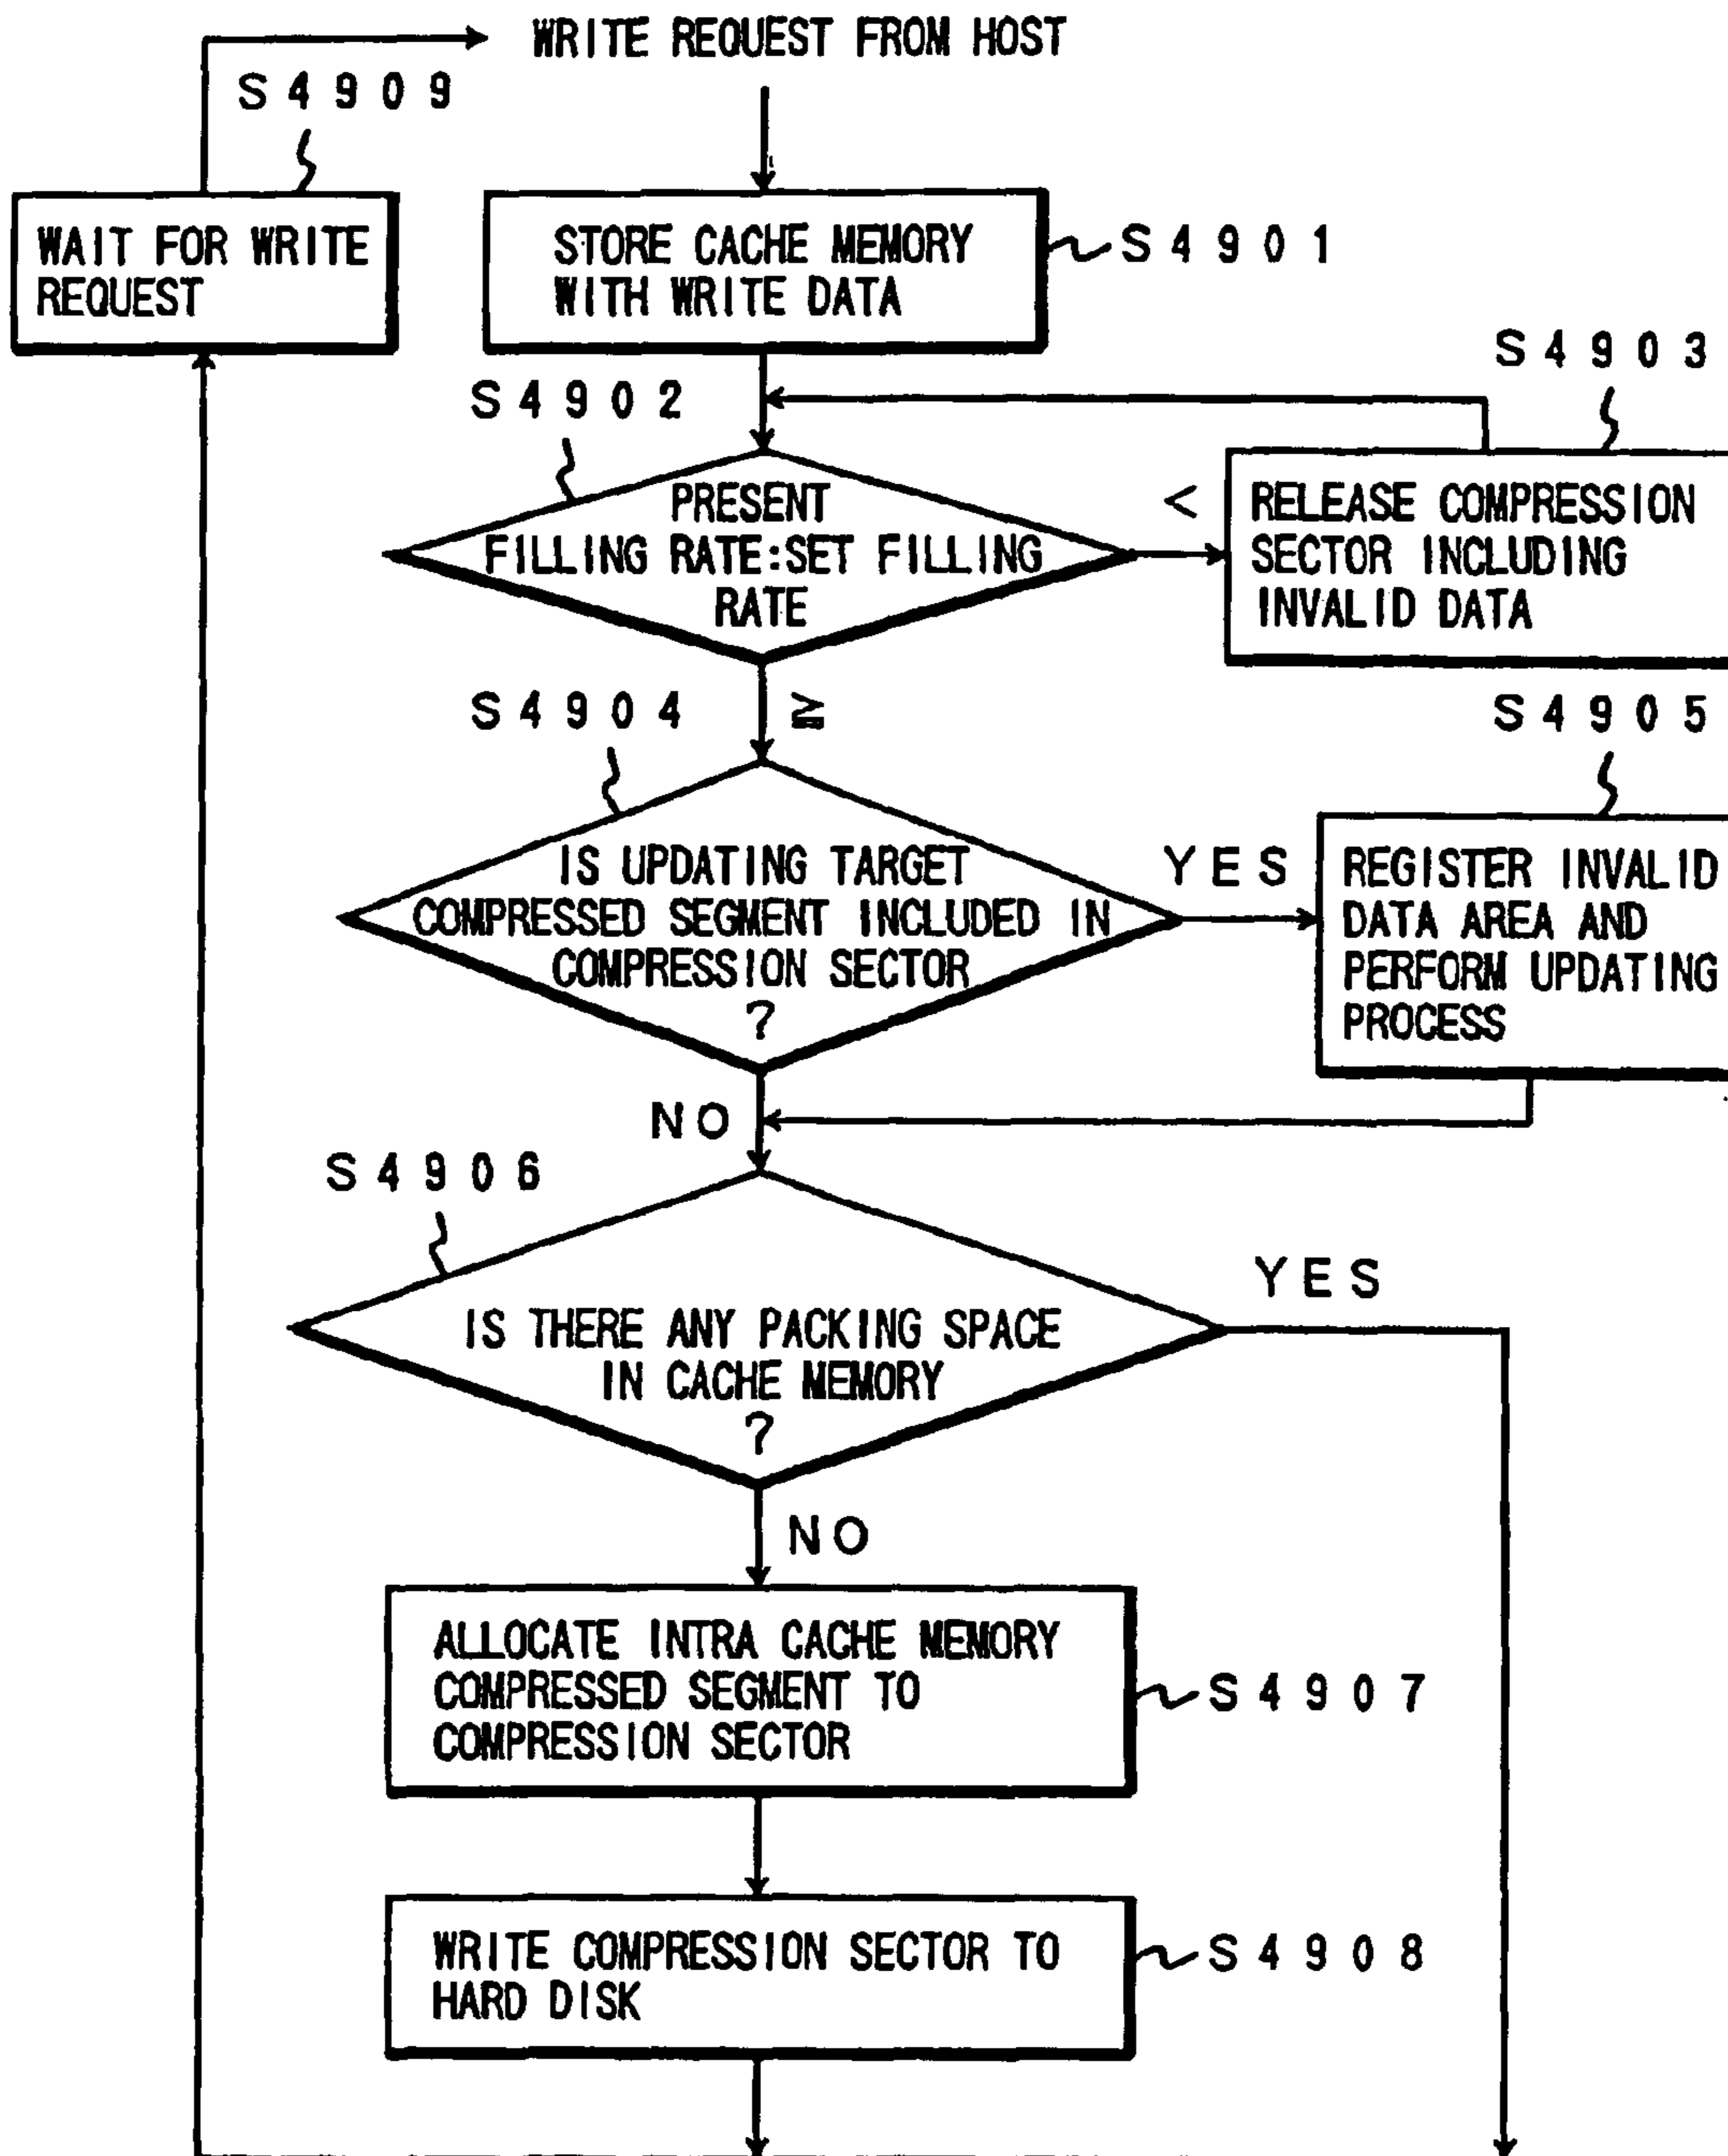 WRITE REQUEST FROM HOST
S4909
WAIT FOR WRITE
REQUEST
STORE CACHE MEMORY
WITH WRITE DATA
S4901
S4902
PRESENT
FILLING RATE:SET FILLING
RATE
<
S4903
RELEASE COMPRESSION
SECTOR INCLUDING
INVALID DATA
≧
S4904
IS UPDATING TARGET
COMPRESSED SEGMENT INCLUDED IN
COMPRESSION SECTOR
?
YES
S4905
REGISTER INVALID
DATA AREA AND
PERFORM UPDATING
PROCESS
NO
S4906
IS THERE ANY PACKING SPACE
IN CACHE MEMORY
?
YES
NO
ALLOCATE INTRA CACHE MEMORY
COMPRESSED SEGMENT TO
COMPRESSION SECTOR
S4907
WRITE COMPRESSION SECTOR TO
HARD DISK
S4908